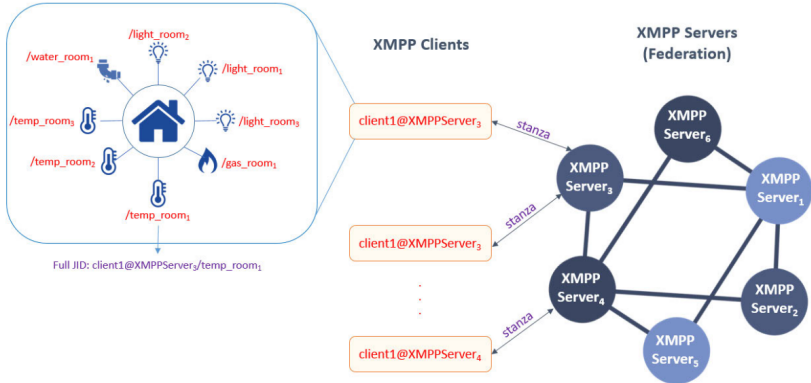 XMPP Clients
XMPP Servers
(Federation)
/light_room₂
/water_room₁
/light_room₁
/temp_room₃
/light_room₃
/temp_room₂
/gas_room₁
/temp_room₁
Full JID: client1@XMPPServer₃/temp_room₁
client1@XMPPServer₃
client1@XMPPServer₃
.
.
.
client1@XMPPServer₄
stanza
stanza
stanza
XMPP
Server₆
XMPP
Server₃
XMPP
Server₁
XMPP
Server₄
XMPP
Server₂
XMPP
Server₅